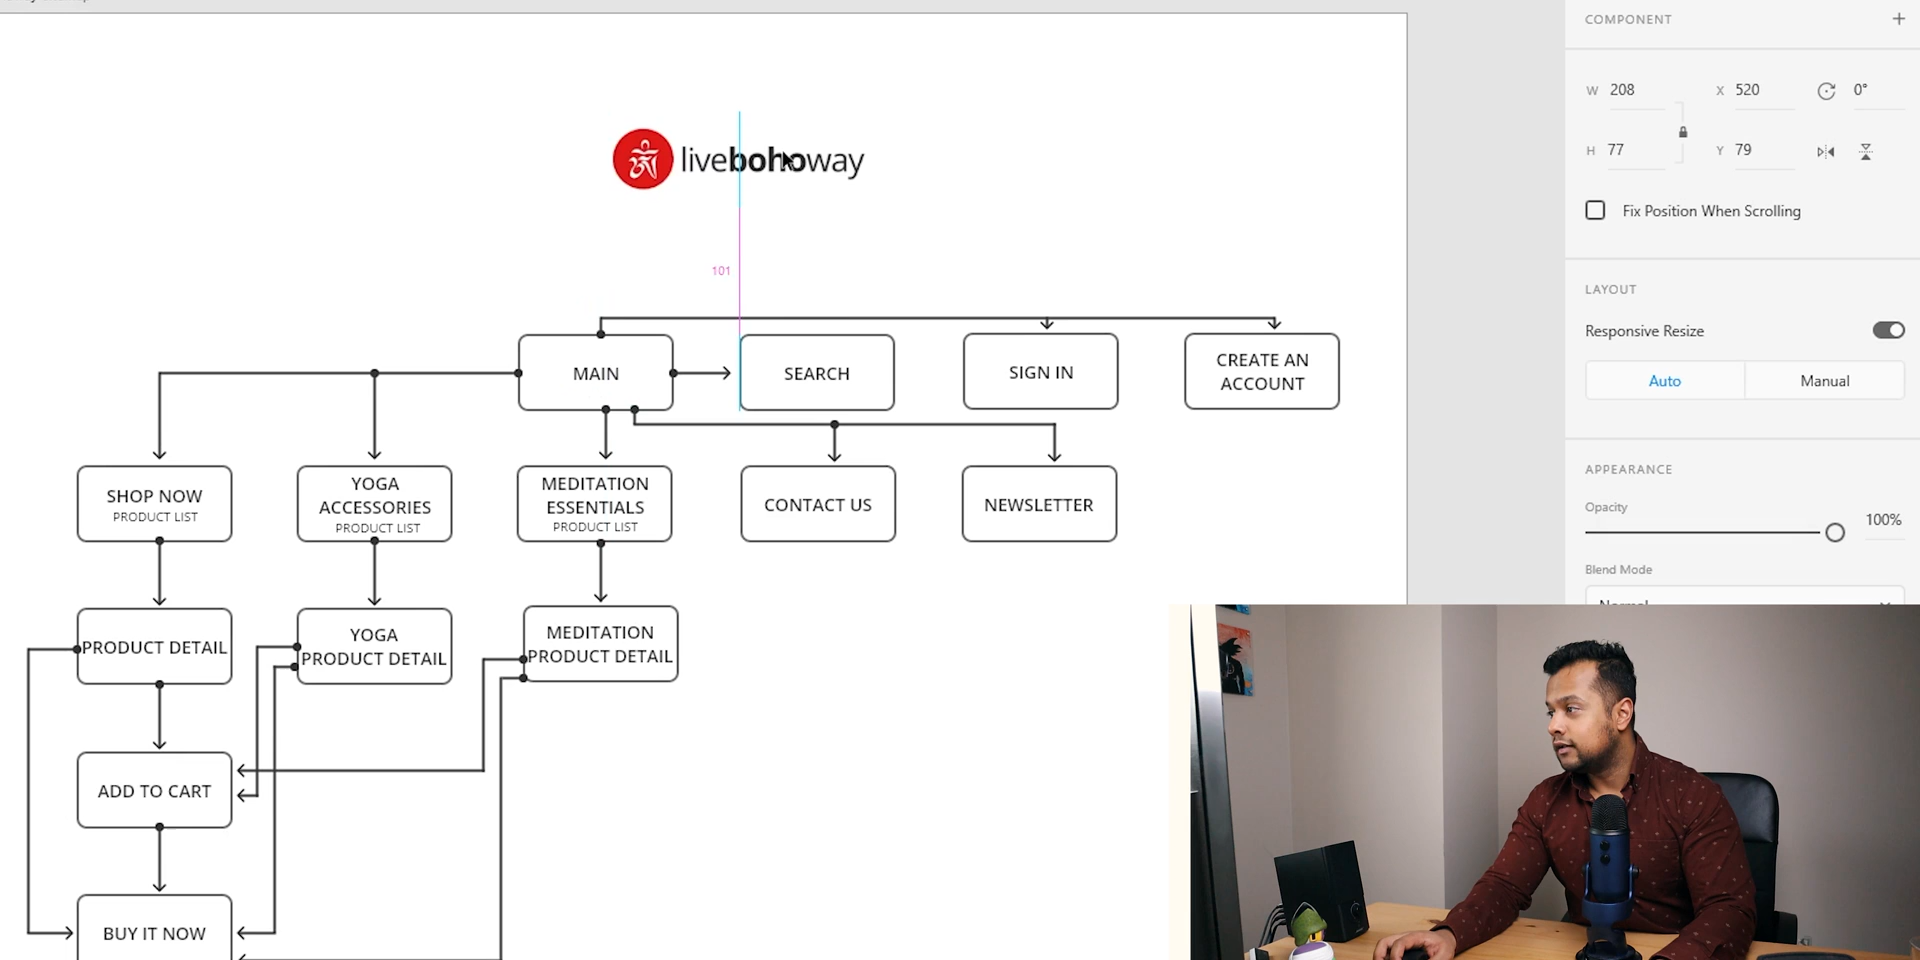 COMPONENT
W 208 X 520 0°
H 77 Y 79
Fix Position When Scrolling
LAYOUT
Responsive Resize
Auto Manual
APPEARANCE
Opacity
100%
Blend Mode
Normal
ॐ
livebohoway
101
MAIN
SEARCH
SIGN IN
CREATE AN
ACCOUNT
SHOP NOW
PRODUCT LIST
YOGA
ACCESSORIES
PRODUCT LIST
MEDITATION
ESSENTIALS
PRODUCT LIST
CONTACT US
NEWSLETTER
PRODUCT DETAIL
YOGA
PRODUCT DETAIL
MEDITATION
PRODUCT DETAIL
ADD TO CART
BUY IT NOW